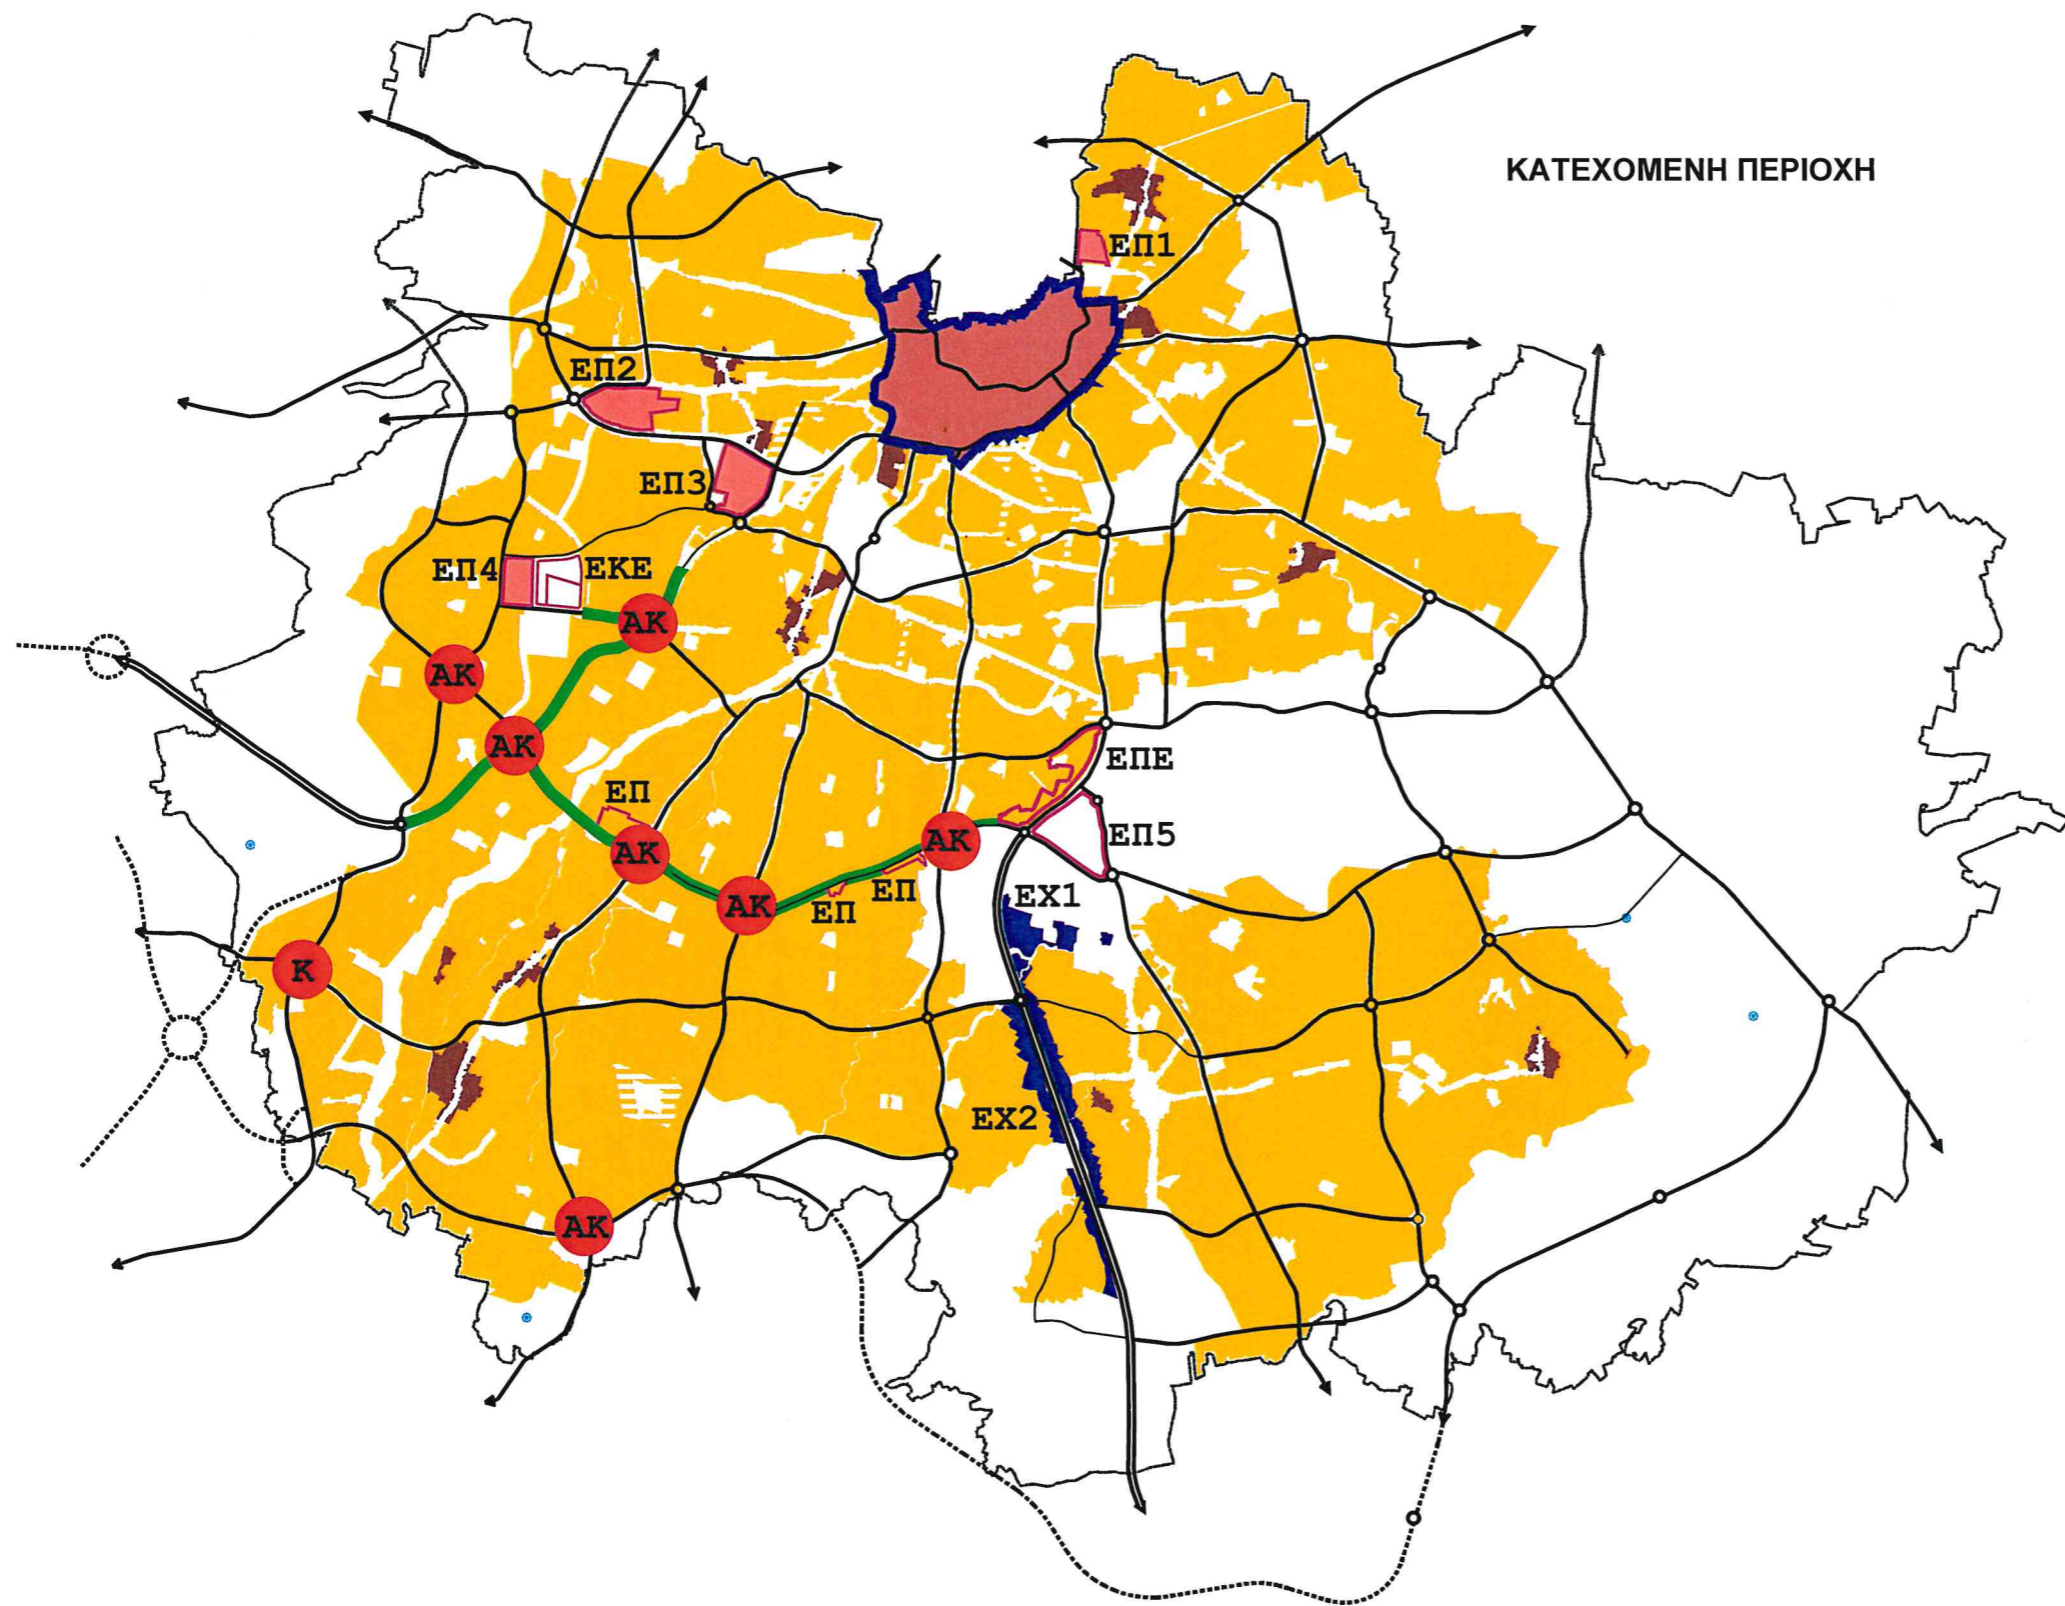 ΚΑΤΕΧΟΜΕΝΗ ΠΕΡΙΟΧΗ
ΕΠ1
ΕΠ2
ΕΠ3
ΕΠ4
ΕΚΕ
ΑΚ
ΑΚ
ΑΚ
ΕΠΕ
ΕΠ
ΕΠ5
ΑΚ
ΑΚ
ΑΚ
ΕΠ
ΕΠ
ΕΧ1
Κ
ΕΧ2
ΑΚ